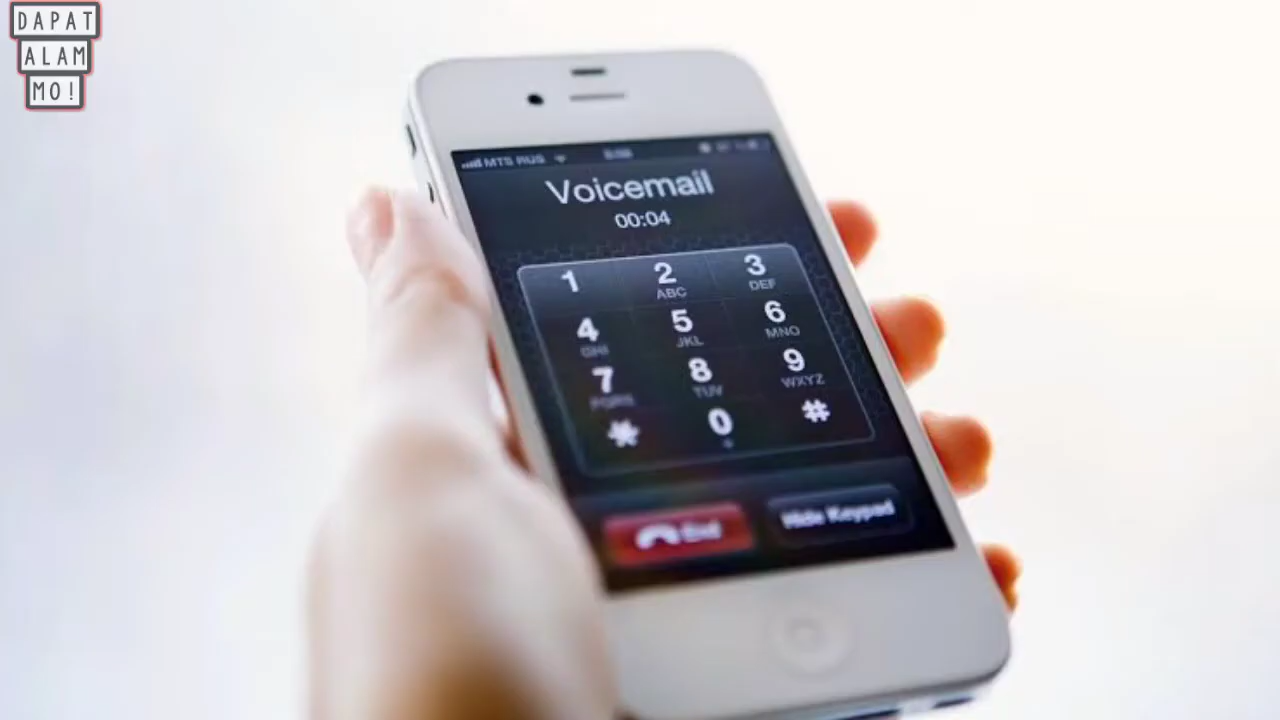 DAPAT
ALAM
MO!
MTS RUS
Voicemail
00:04
1 2 3
ABC DEF
4 5 6
GHI JKL MNO
7 8 9
PQRS TUV WXYZ
* 0 #
End Hide Keypad